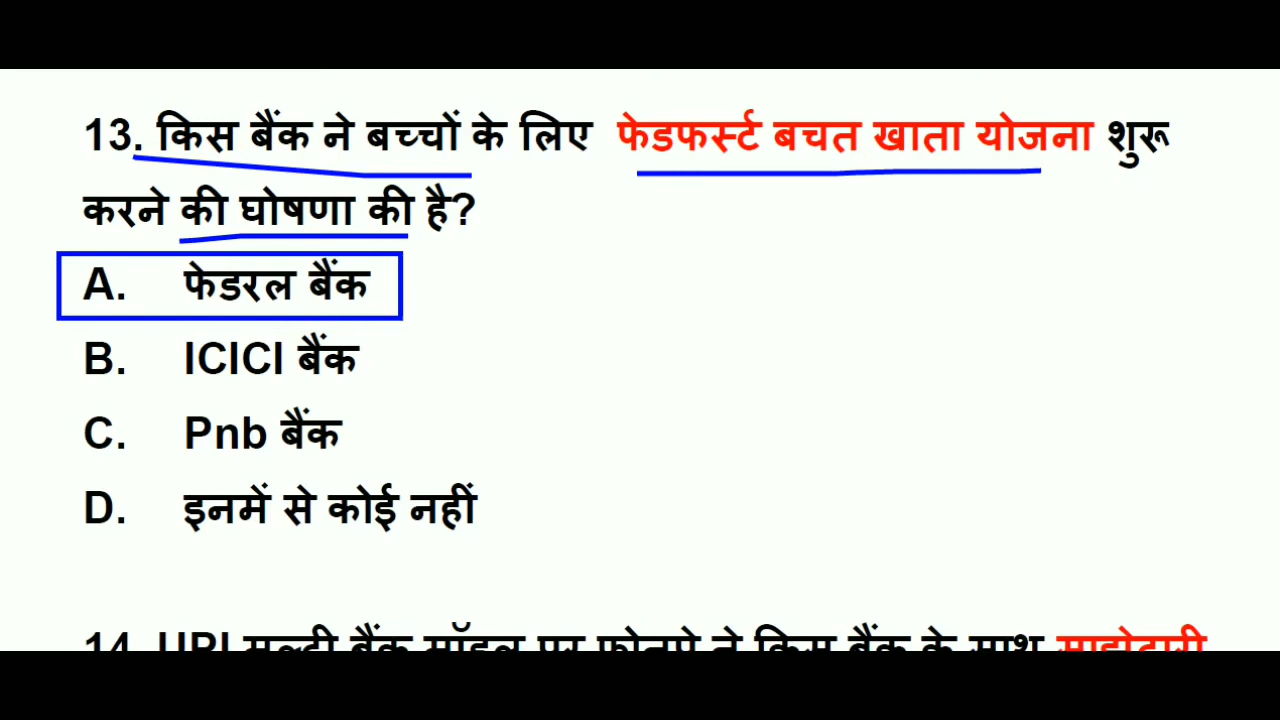 13. किस बैंक ने बच्चों के लिए फेडफर्स्ट बचत खाता योजना शुरू
करने की घोषणा की है?
A. फेडरल बैंक
B. ICICI बैंक
C. Pnb बैंक
D. इनमें से कोई नहीं
14. UPI मल्टी बैंक मॉडल पर फोनपे ने किस बैंक के साथ साझेदारी